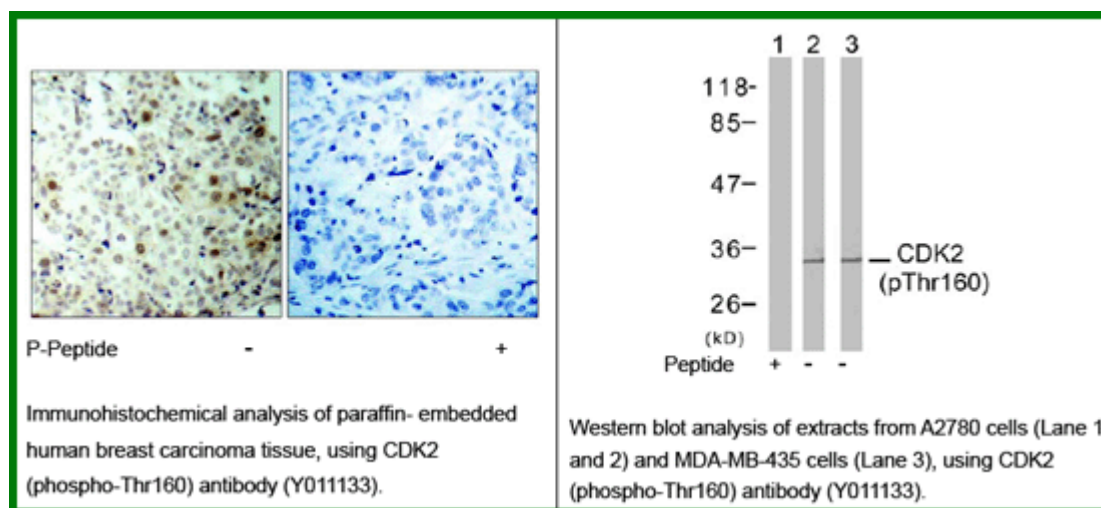 P-Peptide - +
Immunohistochemical analysis of paraffin- embedded
human breast carcinoma tissue, using CDK2
(phospho-Thr160) antibody (Y011133).
1 2 3
118-
85-
47-
36-
CDK2
(pThr160)
26-
(kD)
Peptide + - -
Western blot analysis of extracts from A2780 cells (Lane 1
and 2) and MDA-MB-435 cells (Lane 3), using CDK2
(phospho-Thr160) antibody (Y011133).